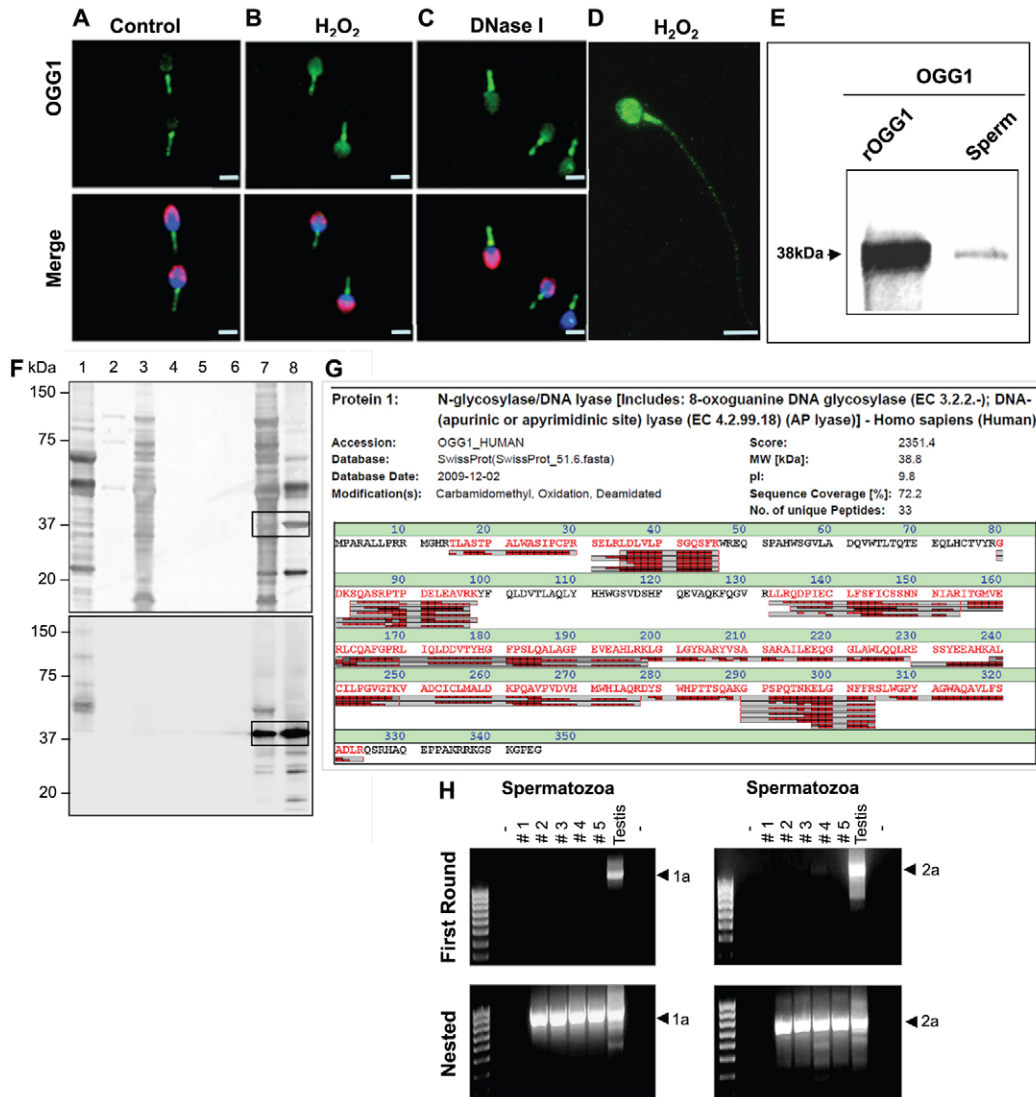 A Control
B H₂O₂
C DNase I
D H₂O₂
E
OGG1
Merge
OGG1
rOGG1 Sperm
38kDa
F kDa 1 2 3 4 5 6 7 8
150
75
37
20
150
75
37
20
G
Protein 1: N-glycosylase/DNA lyase [Includes: 8-oxoguanine DNA glycosylase (EC 3.2.2.-); DNA-
(apurinic or apyrimidinic site) lyase (EC 4.2.99.18) (AP lyase)] - Homo sapiens (Human)
Accession: OGG1_HUMAN Score: 2351.4
Database: SwissProt(SwissProt_51.6.fasta) MW [kDa]: 38.8
Database Date: 2009-12-02 pI: 9.8
Modification(s): Carbamidomethyl, Oxidation, Deamidated Sequence Coverage [%]: 72.2
No. of unique Peptides: 33
10 20 30 40 50 60 70 80
MPARALLPRR MGHRTLASTP ALWASIPCPR SELRLDLVLP SGQSFRWREQ SPAHWSGVLA DQVWTLTQTE EQLHCTVYRG
90 100 110 120 130 140 150 160
DKSQASRPTP DELEAVRKYF QLDVTLAQLY HHWGSVDSHF QEVAQKFQGV RLLRQDPIEC LFSFICSSNN NIARITGMVE
170 180 190 200 210 220 230 240
RLCQAFGPRL IQLDDVTYHG FPSLQALAGP EVEAHLRKLG LGYRARYVSA SARAILEEQG GLAWLQQLRE SSYEEAHKAL
250 260 270 280 290 300 310 320
CILPGVGTKV ADCICLMALD KPQAVPVDVH MWHIAQRDYS WHPTTSQAKG PSPQTNKELG NFFRSLWGPY AGWAQAVLFS
330 340 350
ADLRQSRHAQ EPPAKRRKGS KGPEG
H
Spermatozoa Spermatozoa
- # 1 # 2 # 3 # 4 # 5 Testis - - # 1 # 2 # 3 # 4 # 5 Testis -
First Round 1a 2a
Nested 1a 2a